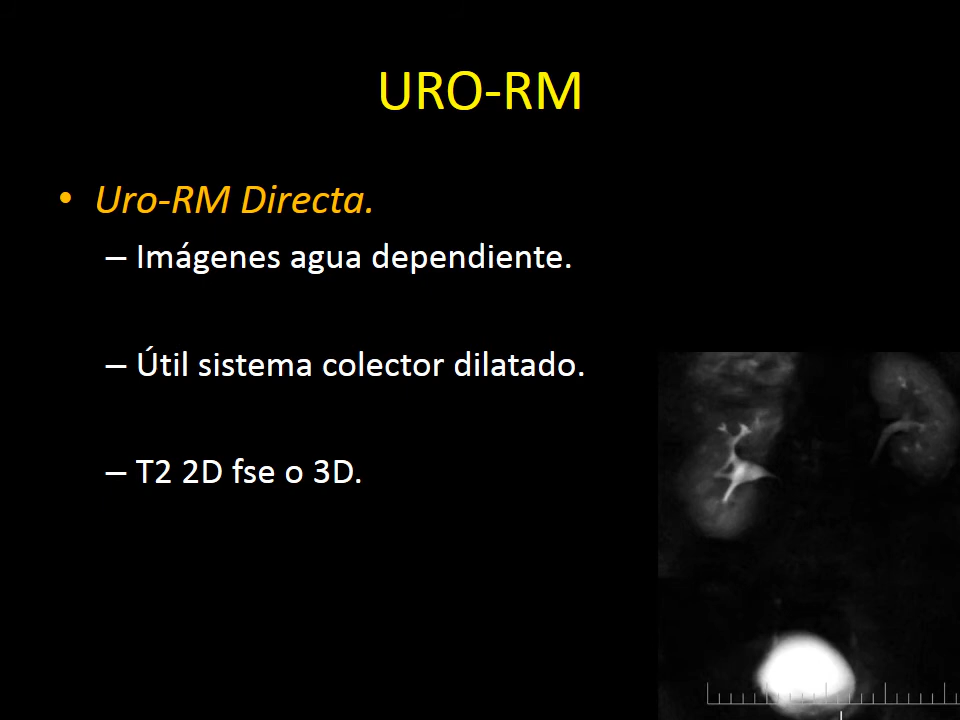 URO-RM
• Uro-RM Directa.
– Imágenes agua dependiente.
– Útil sistema colector dilatado.
– T2 2D fse o 3D.